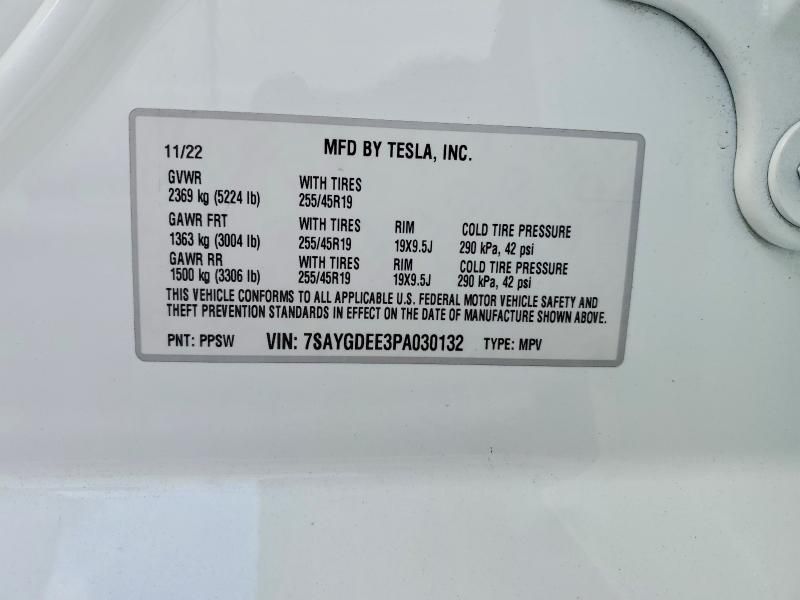 11/22 MFD BY TESLA, INC.
GVWR
2369 kg (5224 lb) WITH TIRES 255/45R19
GAWR FRT WITH TIRES RIM COLD TIRE PRESSURE
1363 kg (3004 lb) 255/45R19 19X9.5J 290 kPa, 42 psi
GAWR RR WITH TIRES RIM COLD TIRE PRESSURE
1500 kg (3306 lb) 255/45R19 19X9.5J 290 kPa, 42 psi
THIS VEHICLE CONFORMS TO ALL APPLICABLE U.S. FEDERAL MOTOR VEHICLE SAFETY AND
THEFT PREVENTION STANDARDS IN EFFECT ON THE DATE OF MANUFACTURE SHOWN ABOVE.
PNT: PPSW VIN: 7SAYGDEE3PA030132 TYPE: MPV